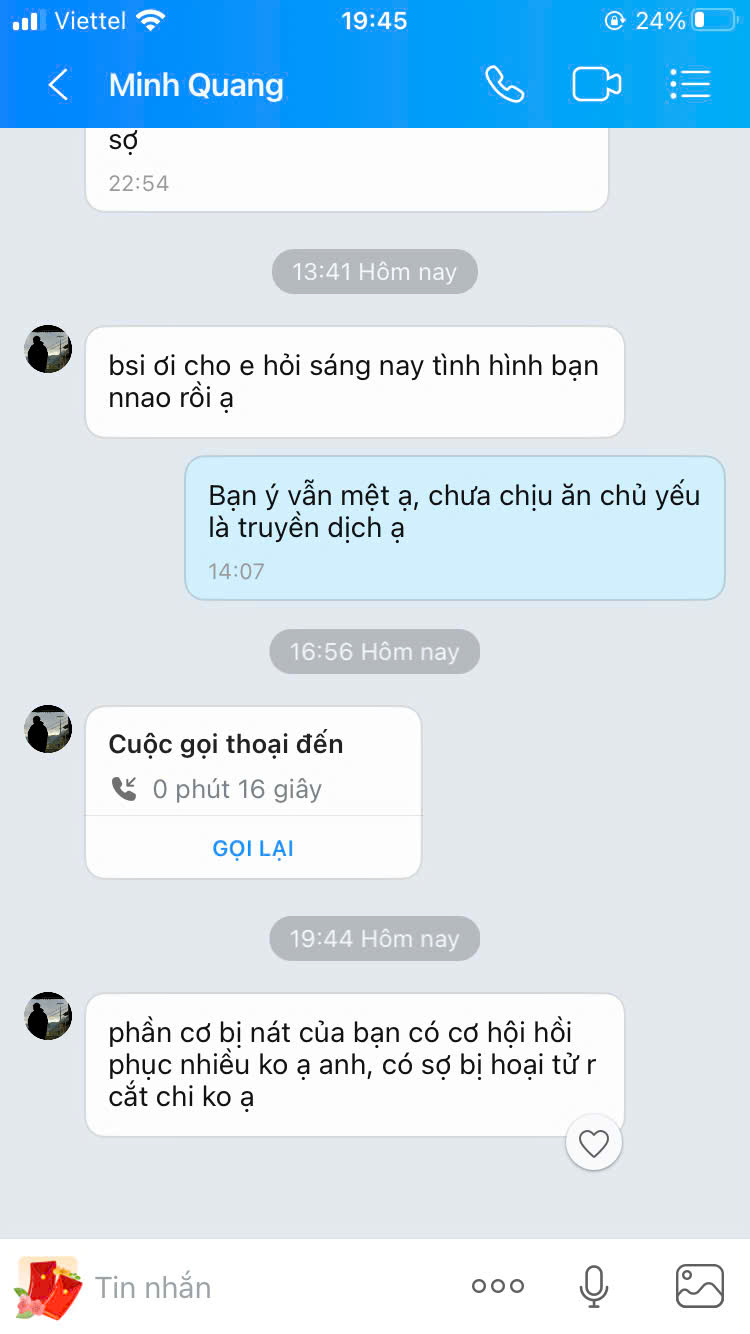 Viettel
19:45
24%
Minh Quang
sợ
22:54
13:41 Hôm nay
bsi ơi cho e hỏi sáng nay tình hình bạn
nnao rồi ạ
Bạn ý vẫn mệt ạ, chưa chịu ăn chủ yếu
là truyền dịch ạ
14:07
16:56 Hôm nay
Cuộc gọi thoại đến
0 phút 16 giây
GỌI LẠI
19:44 Hôm nay
phần cơ bị nát của bạn có cơ hội hồi
phục nhiều ko ạ anh, có sợ bị hoại tử r
cắt chi ko ạ
Tin nhắn